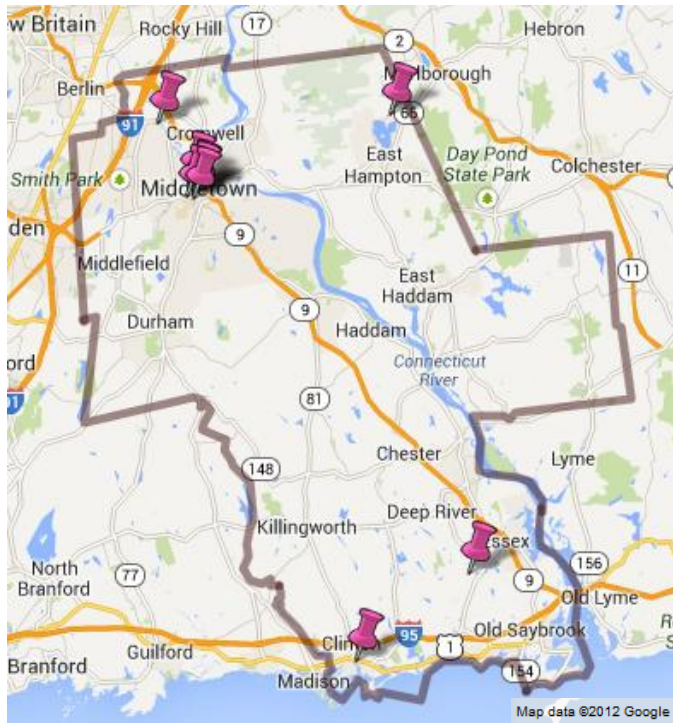 w Britain
Rocky Hill
17
2
Hebron
Berlin
Marlborough
91
Cromwell
66
East
Hampton
Day Pond
State Park
Colchester
Smith Park
Middletown
den
9
Middlefield
11
East
Haddam
9
Durham
Haddam
ord
Connecticut
River
91
81
Chester
148
Lyme
Deep River
Killingworth
Essex
North
Branford
77
156
9
Old Lyme
Clinton
95
Old Saybrook
1
Branford
Guilford
154
Madison
Map data ©2012 Google